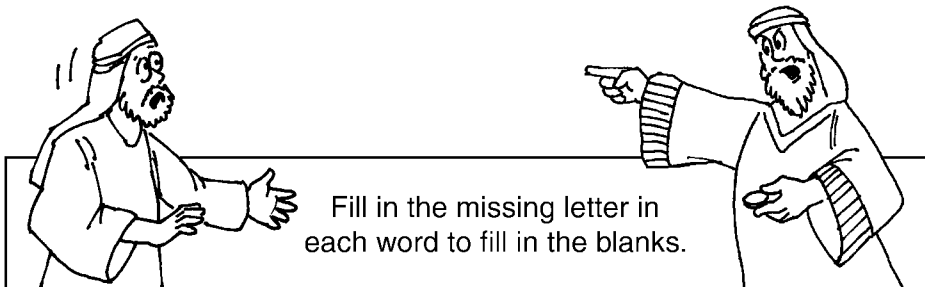 Fill in the missing letter in
each word to fill in the blanks.